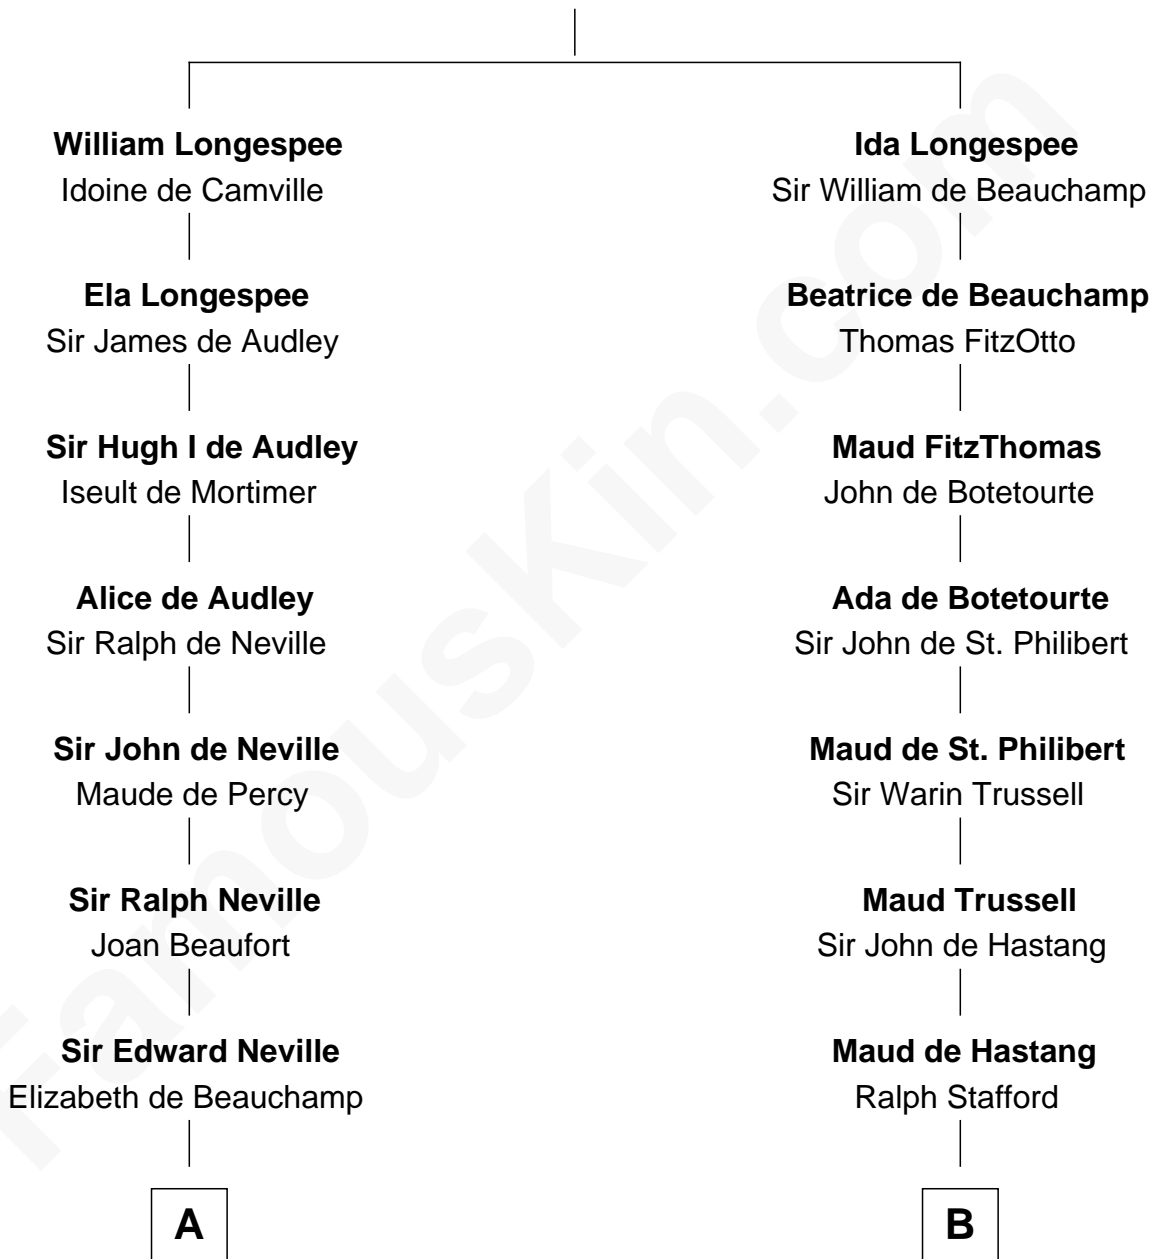 William Longespee
Idoine de Camville
Ela Longespee
Sir James de Audley
Sir Hugh I de Audley
Iseult de Mortimer
Alice de Audley
Sir Ralph de Neville
Sir John de Neville
Maude de Percy
Sir Ralph Neville
Joan Beaufort
Sir Edward Neville
Elizabeth de Beauchamp
A
Ida Longespee
Sir William de Beauchamp
Beatrice de Beauchamp
Thomas FitzOtto
Maud FitzThomas
John de Botetourte
Ada de Botetourte
Sir John de St. Philibert
Maud de St. Philibert
Sir Warin Trussell
Maud Trussell
Sir John de Hastang
Maud de Hastang
Ralph Stafford
B
FamousKin.com